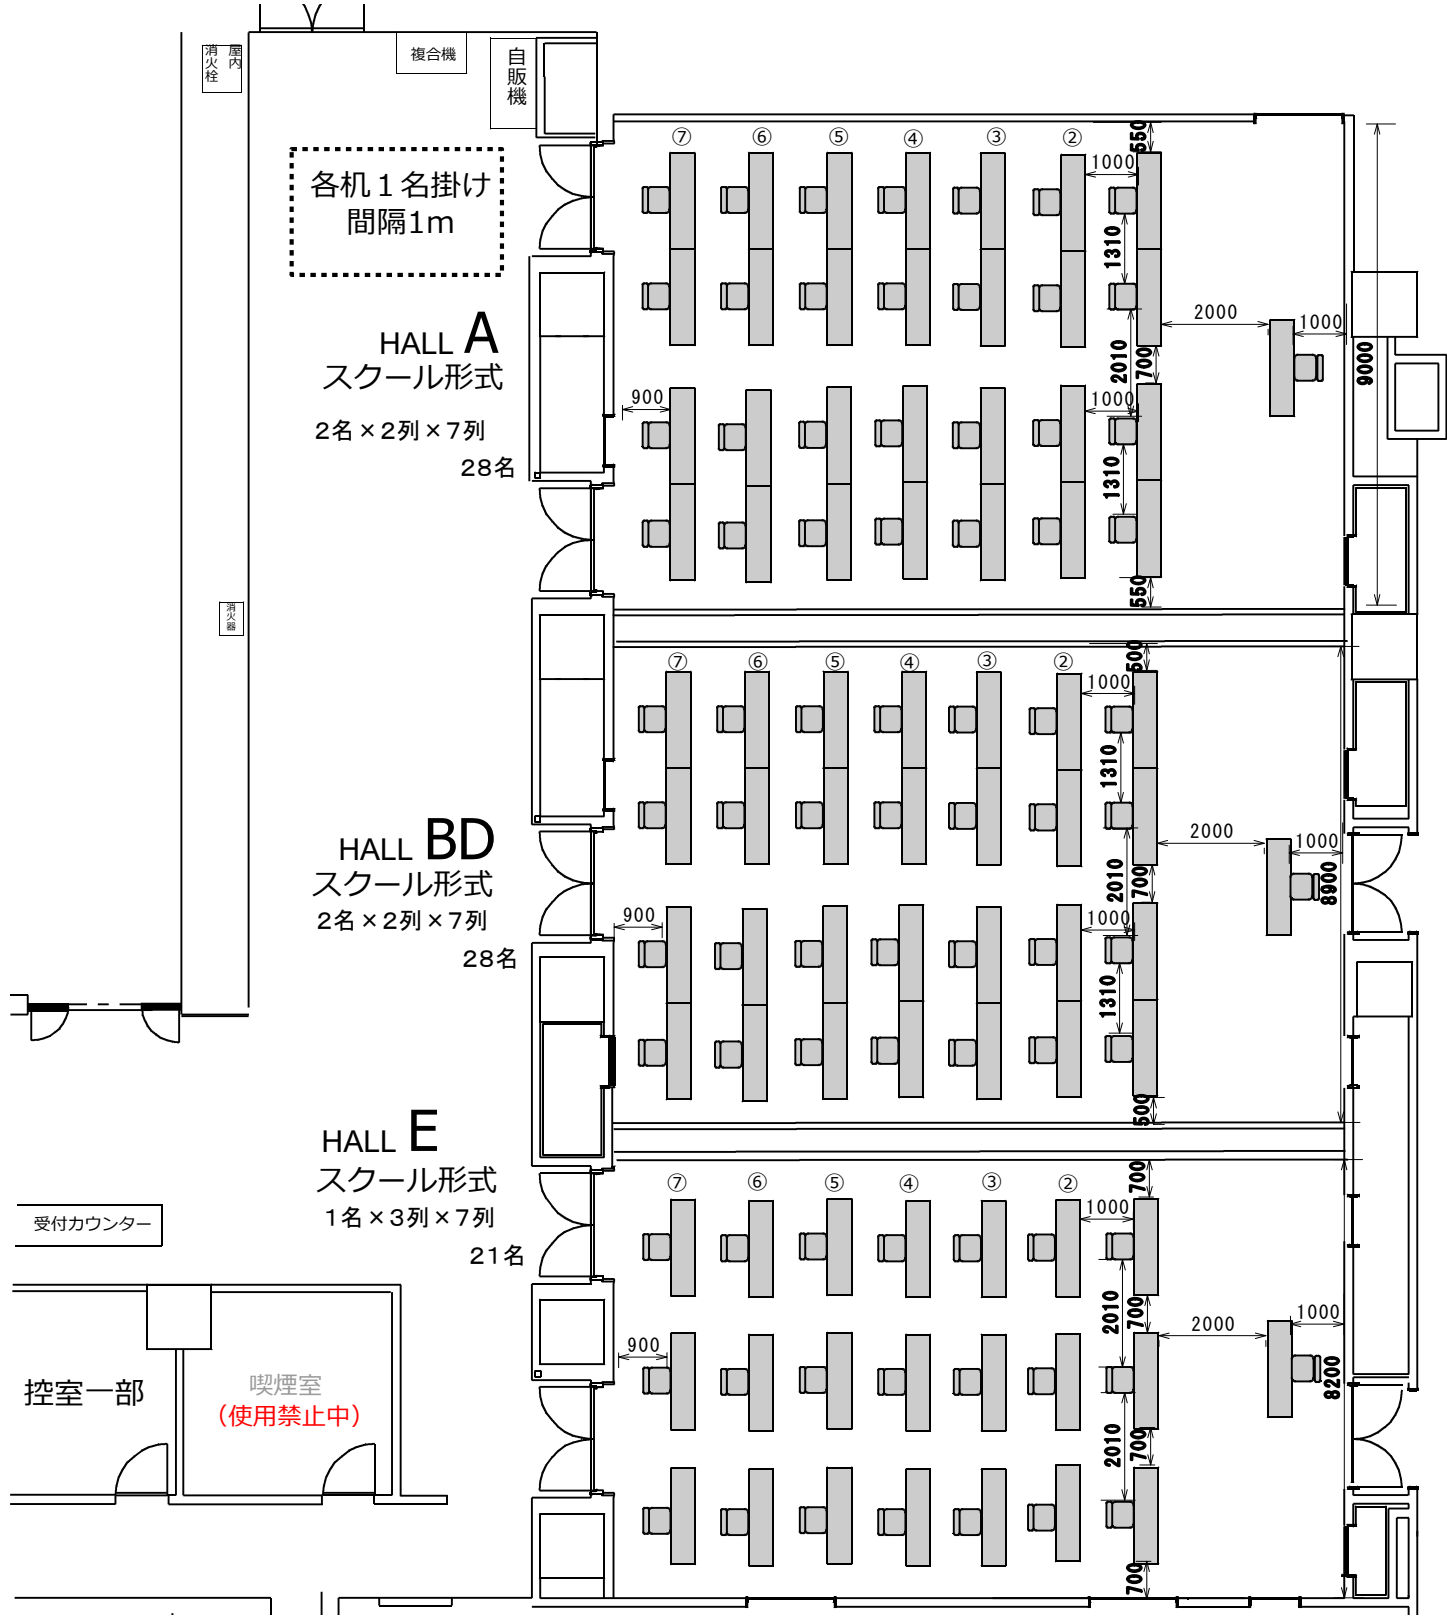 屋内
消火栓
複合機
自販機
各机１名掛け
間隔1m
HALL A
スクール形式
2名×2列×7列
28名
⑦ ⑥ ⑤ ④ ③ ②
550
1000
1310
2000
1000
2010
700
9000
900
1000
1310
550
消火器
HALL BD
スクール形式
2名×2列×7列
28名
⑦ ⑥ ⑤ ④ ③ ②
500
1000
1310
2000
1000
2010
700
8900
900
1000
1310
500
HALL E
スクール形式
1名×3列×7列
21名
⑦ ⑥ ⑤ ④ ③ ②
700
1000
2010
700
2000
1000
900
8200
2010
700
700
受付カウンター
控室一部
喫煙室
（使用禁止中）